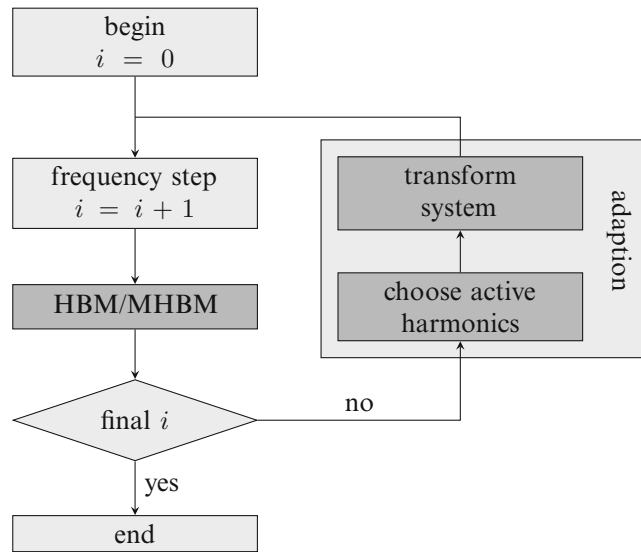 begin
i = 0
frequency step
i = i + 1
HBM/MHBM
final i
no
yes
end
transform
system
choose active
harmonics
adaption